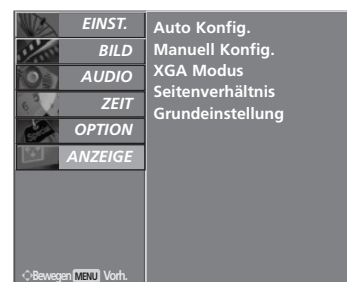 EINST.
BILD
AUDIO
ZEIT
OPTION
ANZEIGE
Auto Konfig.
Manuell Konfig.
XGA Modus
Seitenverhältnis
Grundeinstellung
Bewegen MENU Vorh.